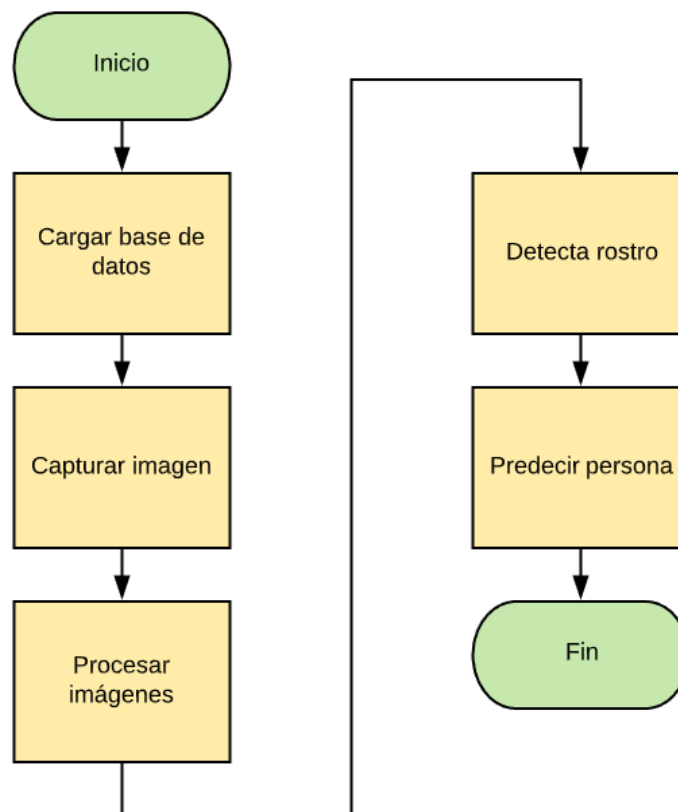 Inicio
Cargar base de
datos
Capturar imagen
Procesar
imágenes
Detecta rostro
Predecir persona
Fin